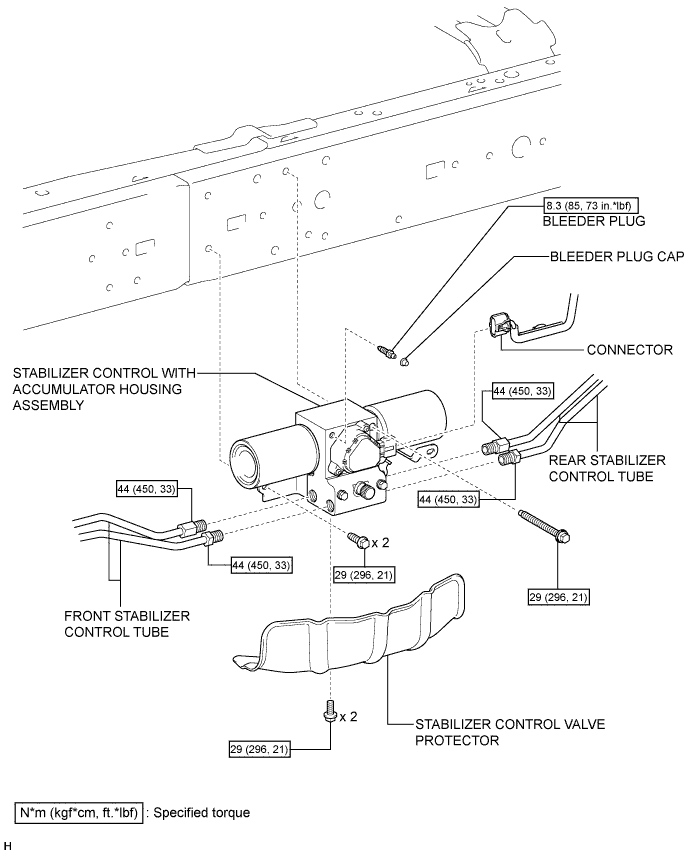 8.3 (85, 73 in.*lbf)
BLEEDER PLUG
BLEEDER PLUG CAP
CONNECTOR
STABILIZER CONTROL WITH
ACCUMULATOR HOUSING
ASSEMBLY
44 (450, 33)
REAR STABILIZER
CONTROL TUBE
44 (450, 33)
44 (450, 33)
x 2
44 (450, 33)
29 (296, 21)
29 (296, 21)
FRONT STABILIZER
CONTROL TUBE
x 2
29 (296, 21)
STABILIZER CONTROL VALVE
PROTECTOR
N*m (kgf*cm, ft.*lbf) : Specified torque
H